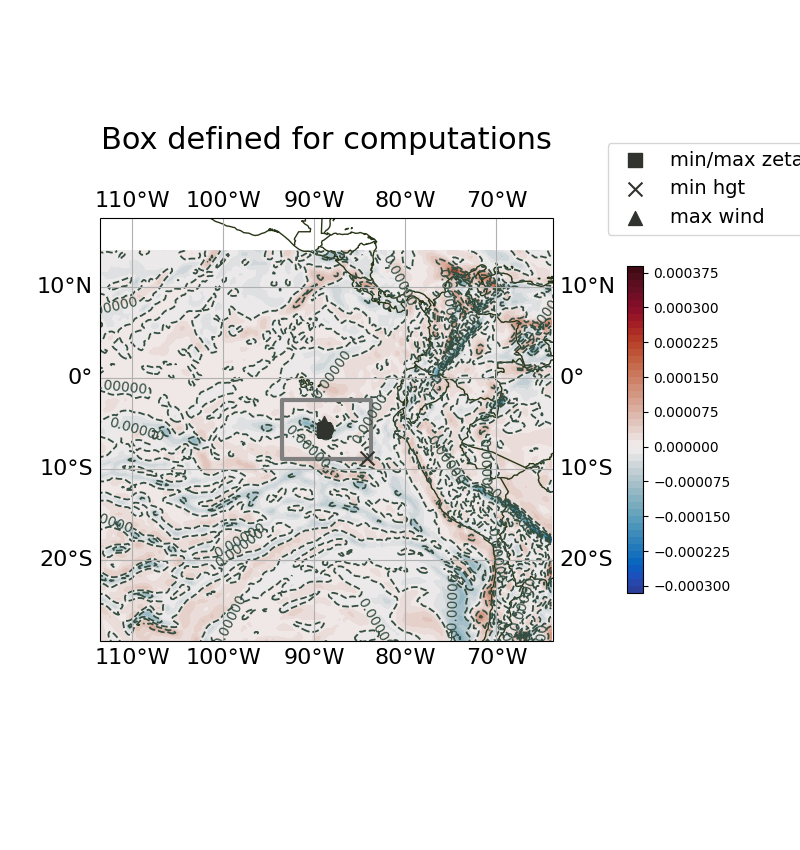 Box defined for computations
min/max zeta
min hgt
max wind
110°W 100°W 90°W 80°W 70°W
10°N 10°N
0° 0°
10°S 10°S
20°S 20°S
110°W 100°W 90°W 80°W 70°W
0.000375
0.000300
0.000225
0.000150
0.000075
0.000000
−0.000075
−0.000150
−0.000225
−0.000300